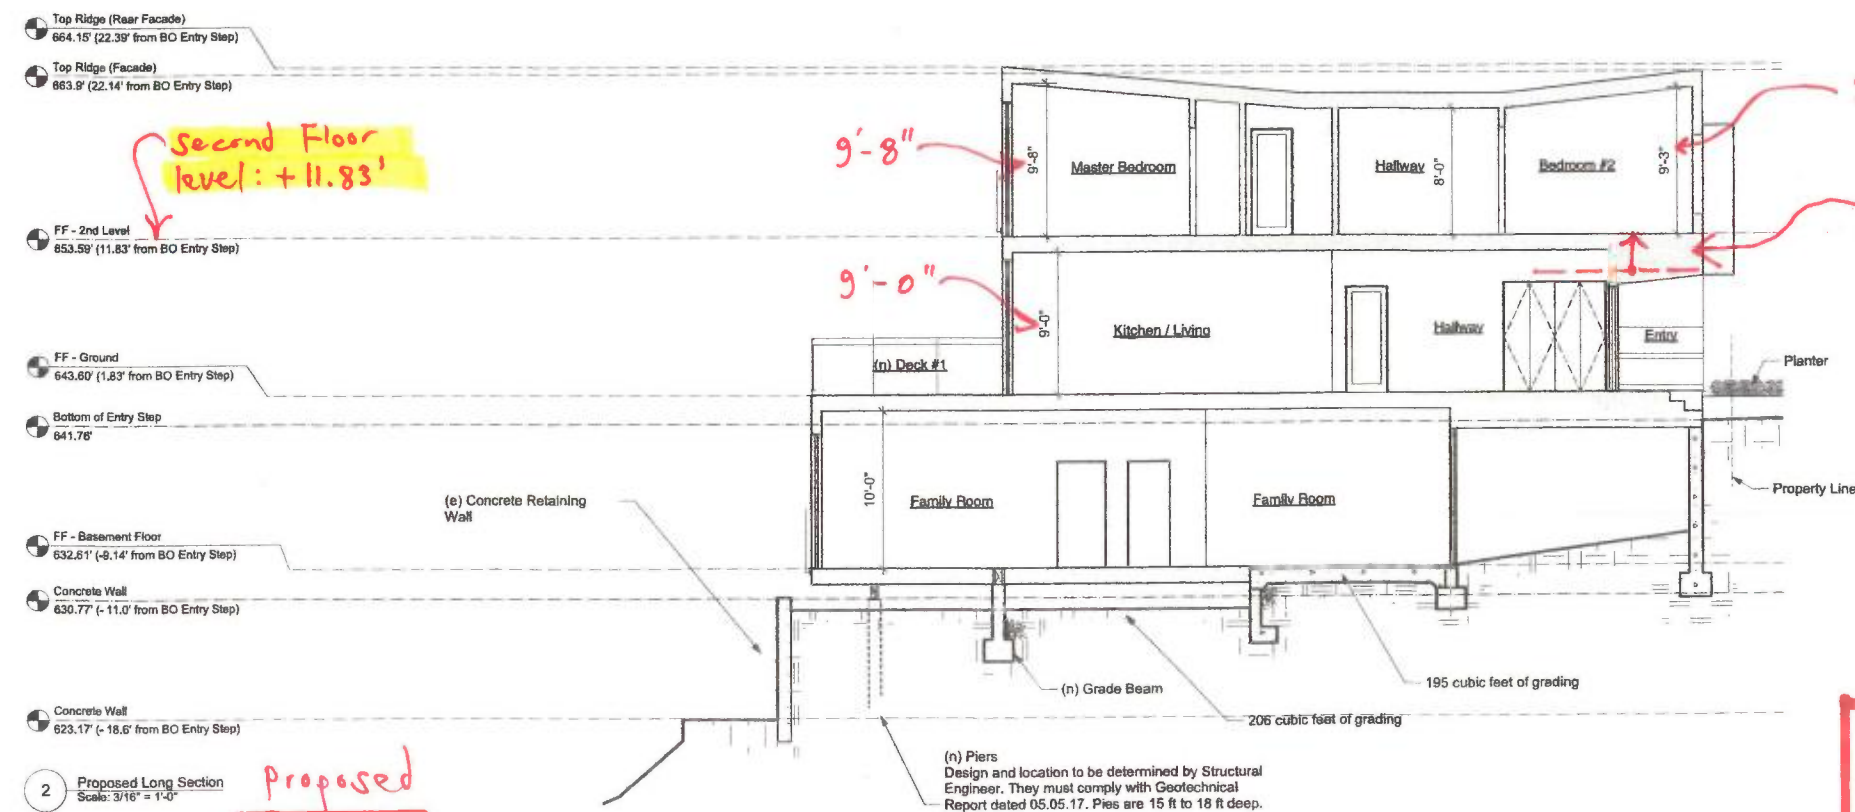 Top Ridge (Rear Facade)
664.15' (22.39' from BO Entry Step)
Top Ridge (Facade)
663.9' (22.14' from BO Entry Step)
second Floor
level: +11.83'
FF - 2nd Level
653.59' (11.83' from BO Entry Step)
FF - Ground
643.60' (1.83' from BO Entry Step)
Bottom of Entry Step
641.76'
FF - Basement Floor
632.61' (-9.14' from BO Entry Step)
Concrete Wall
630.77' (- 11.0' from BO Entry Step)
Concrete Wall
623.17' (- 18.6' from BO Entry Step)
2
Proposed Long Section
Scale: 3/16" = 1'-0"
Proposed
9'-8"
9'-8"
Master Bedroom
Hallway
8'-0"
Bedroom #2
9'-3"
9'-0"
9'-0"
Kitchen / Living
Hallway
Entry
Planter
(n) Deck #1
10'-0"
Family Room
Family Room
Property Line
(e) Concrete Retaining
Wall
(n) Grade Beam
195 cubic feet of grading
206 cubic feet of grading
(n) Piers
Design and location to be determined by Structural
Engineer. They must comply with Geotechnical
Report dated 05.05.17. Pies are 15 ft to 18 ft deep.